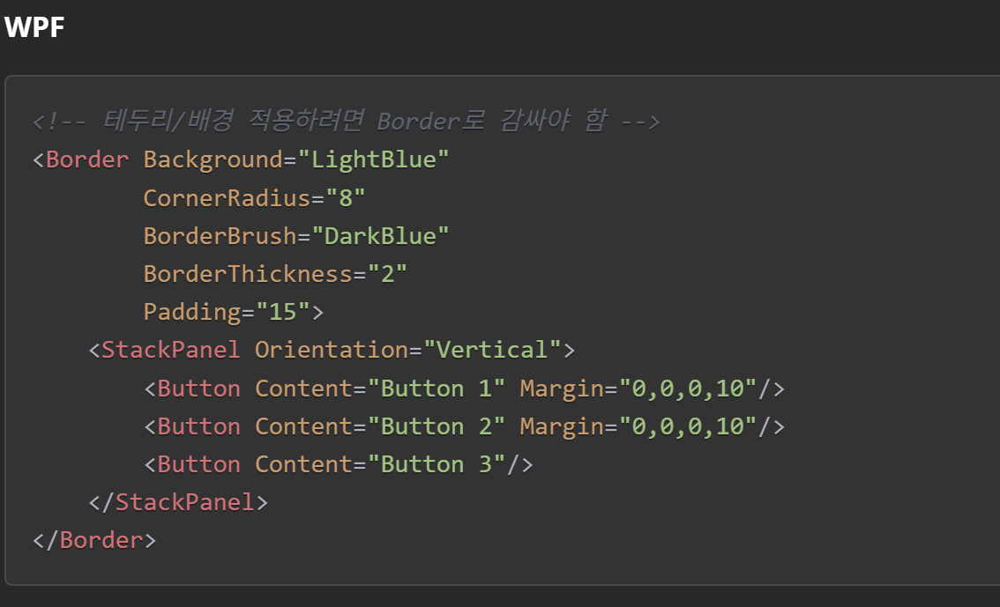 WPF
<!-- 테두리/배경 적용하려면 Border로 감싸야 함 -->
<Border Background="LightBlue"
        CornerRadius="8"
        BorderBrush="DarkBlue"
        BorderThickness="2"
        Padding="15">
    <StackPanel Orientation="Vertical">
        <Button Content="Button 1" Margin="0,0,0,10"/>
        <Button Content="Button 2" Margin="0,0,0,10"/>
        <Button Content="Button 3"/>
    </StackPanel>
</Border>